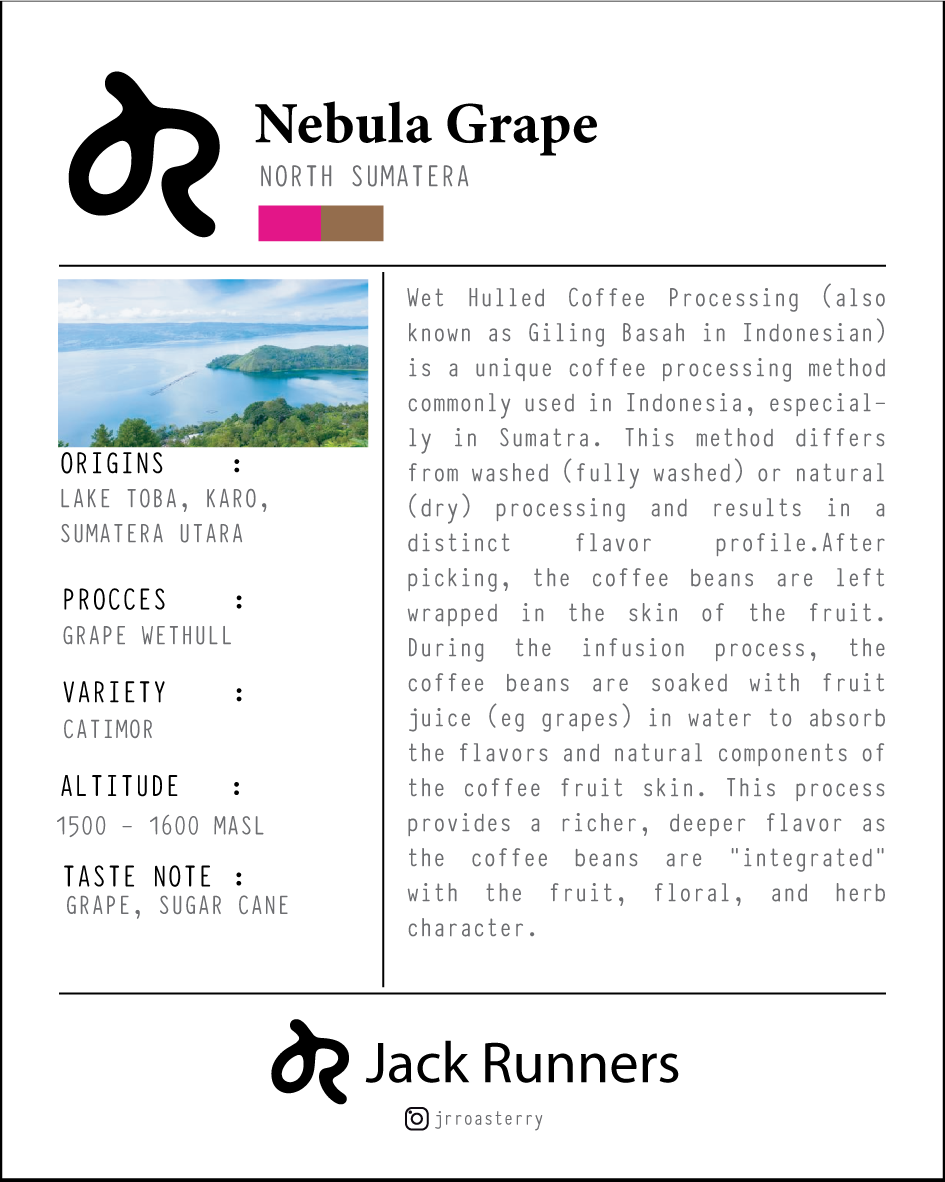 Nebula Grape
NORTH SUMATERA
ORIGINS :
LAKE TOBA, KARO,
SUMATERA UTARA
PROCCES :
GRAPE WETHULL
VARIETY :
CATIMOR
ALTITUDE :
1500 - 1600 MASL
TASTE NOTE :
GRAPE, SUGAR CANE
Wet Hulled Coffee Processing (also
known as Giling Basah in Indonesian)
is a unique coffee processing method
commonly used in Indonesia, especial-
ly in Sumatra. This method differs
from washed (fully washed) or natural
(dry) processing and results in a
distinct flavor profile.After
picking, the coffee beans are left
wrapped in the skin of the fruit.
During the infusion process, the
coffee beans are soaked with fruit
juice (eg grapes) in water to absorb
the flavors and natural components of
the coffee fruit skin. This process
provides a richer, deeper flavor as
the coffee beans are "integrated"
with the fruit, floral, and herb
character.
Jack Runners
jrroasterry